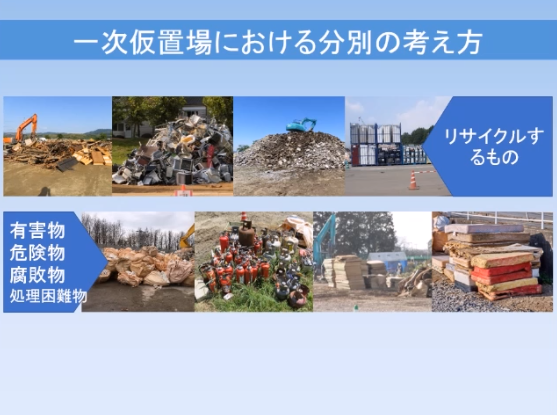 一次仮置場における分別の考え方
リサイクルす
るもの
有害物
危険物
腐敗物
処理困難物